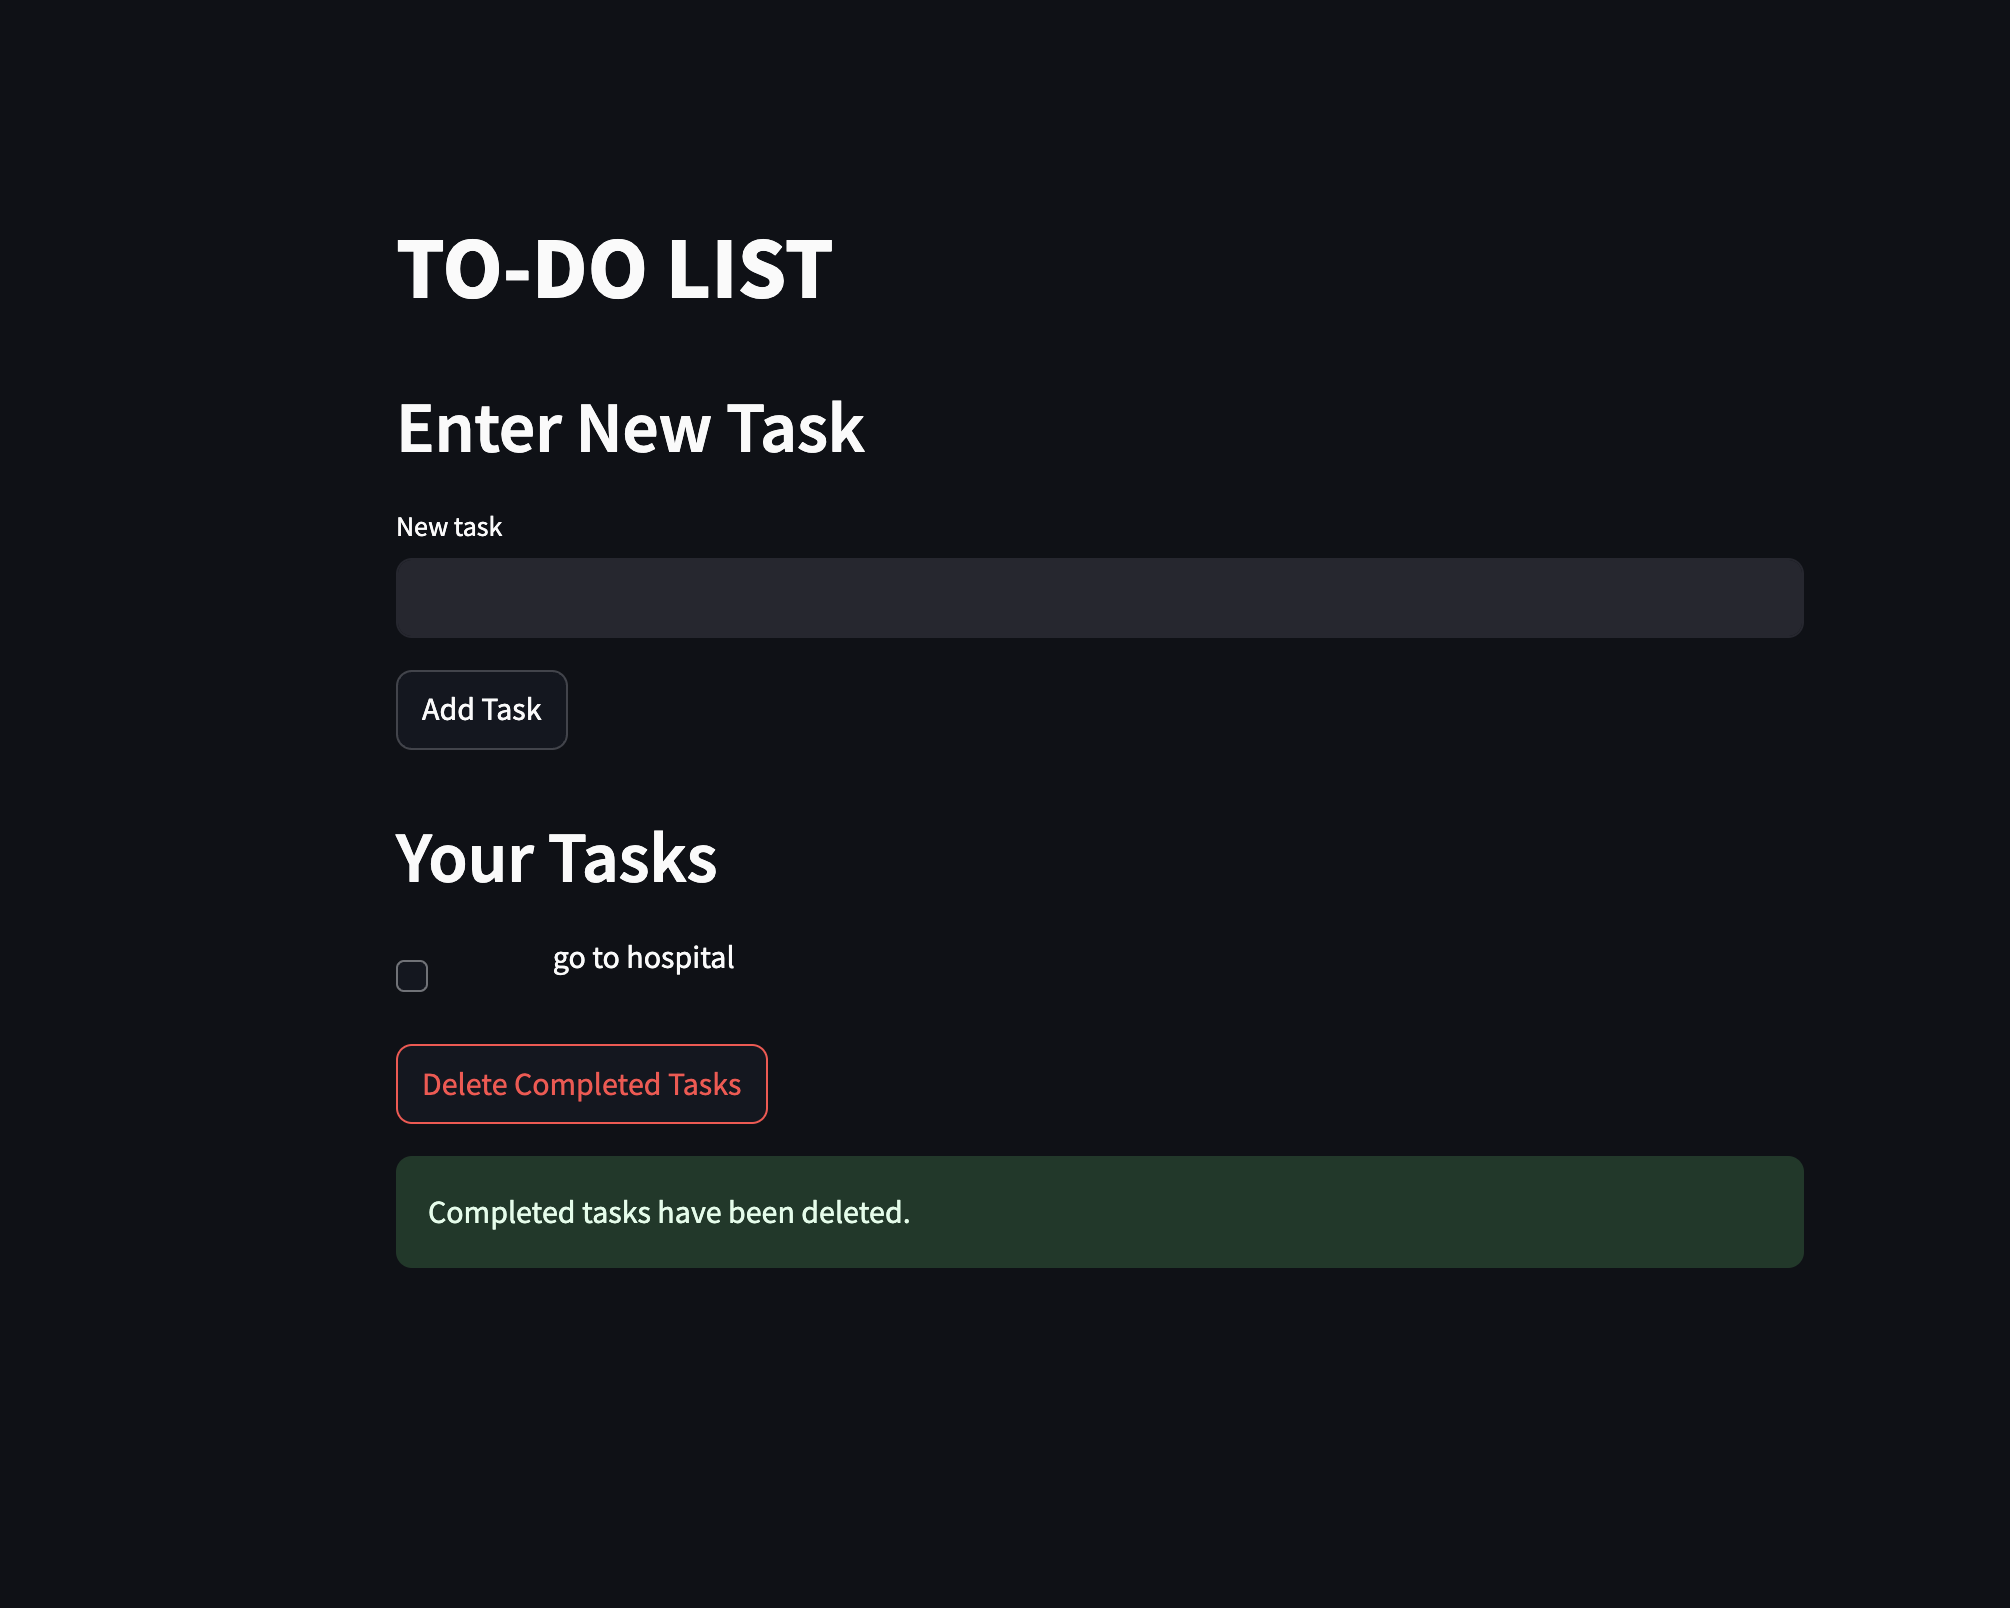 TO-DO LIST
Enter New Task
New task
Add Task
Your Tasks
go to hospital
Delete Completed Tasks
Completed tasks have been deleted.